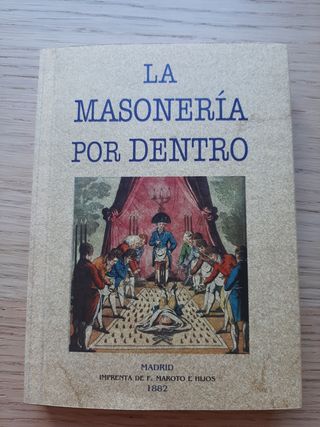 LA
MASONERÍA
POR DENTRO
MADRID
IMPRENTA DE F. MAROTO E HIJOS
1882